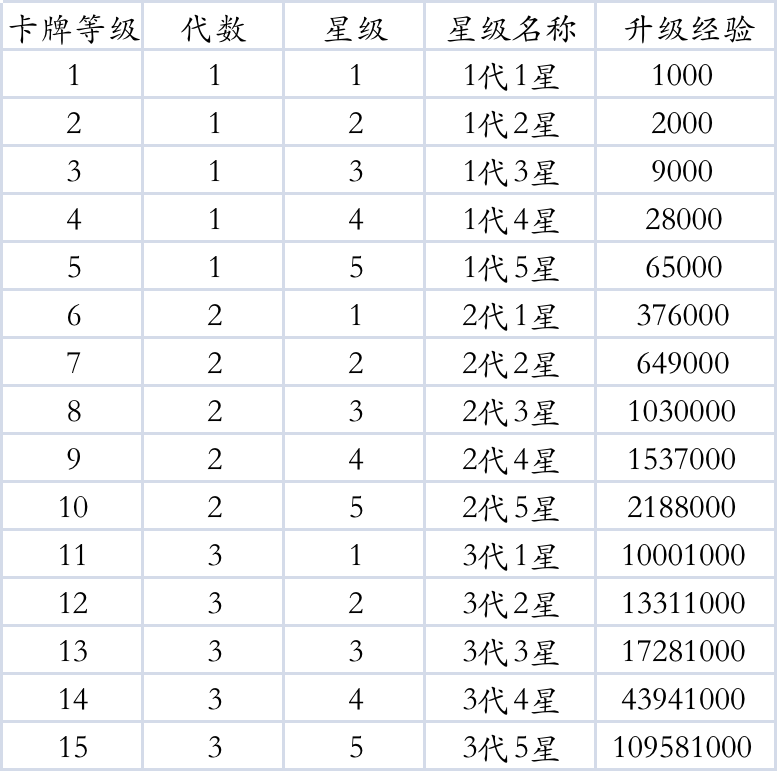 卡牌等级 代数 星级 星级名称 升级经验
1 1 1 1代1星 1000
2 1 2 1代2星 2000
3 1 3 1代3星 9000
4 1 4 1代4星 28000
5 1 5 1代5星 65000
6 2 1 2代1星 376000
7 2 2 2代2星 649000
8 2 3 2代3星 1030000
9 2 4 2代4星 1537000
10 2 5 2代5星 2188000
11 3 1 3代1星 10001000
12 3 2 3代2星 13311000
13 3 3 3代3星 17281000
14 3 4 3代4星 43941000
15 3 5 3代5星 109581000